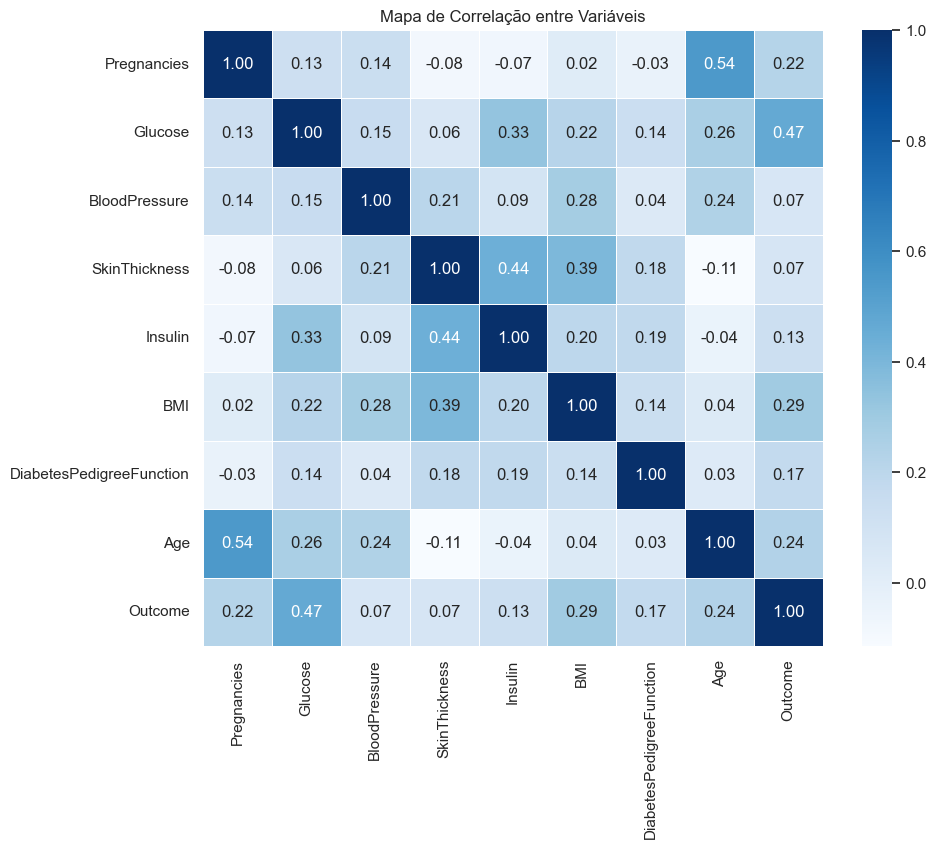 Mapa de Correlação entre Variáveis
Pregnancies 1.00 0.13 0.14 -0.08 -0.07 0.02 -0.03 0.54 0.22
Glucose 0.13 1.00 0.15 0.06 0.33 0.22 0.14 0.26 0.47
BloodPressure 0.14 0.15 1.00 0.21 0.09 0.28 0.04 0.24 0.07
SkinThickness -0.08 0.06 0.21 1.00 0.44 0.39 0.18 -0.11 0.07
Insulin -0.07 0.33 0.09 0.44 1.00 0.20 0.19 -0.04 0.13
BMI 0.02 0.22 0.28 0.39 0.20 1.00 0.14 0.04 0.29
DiabetesPedigreeFunction -0.03 0.14 0.04 0.18 0.19 0.14 1.00 0.03 0.17
Age 0.54 0.26 0.24 -0.11 -0.04 0.04 0.03 1.00 0.24
Outcome 0.22 0.47 0.07 0.07 0.13 0.29 0.17 0.24 1.00
Pregnancies
Glucose
BloodPressure
SkinThickness
Insulin
BMI
DiabetesPedigreeFunction
Age
Outcome
1.0
0.8
0.6
0.4
0.2
0.0